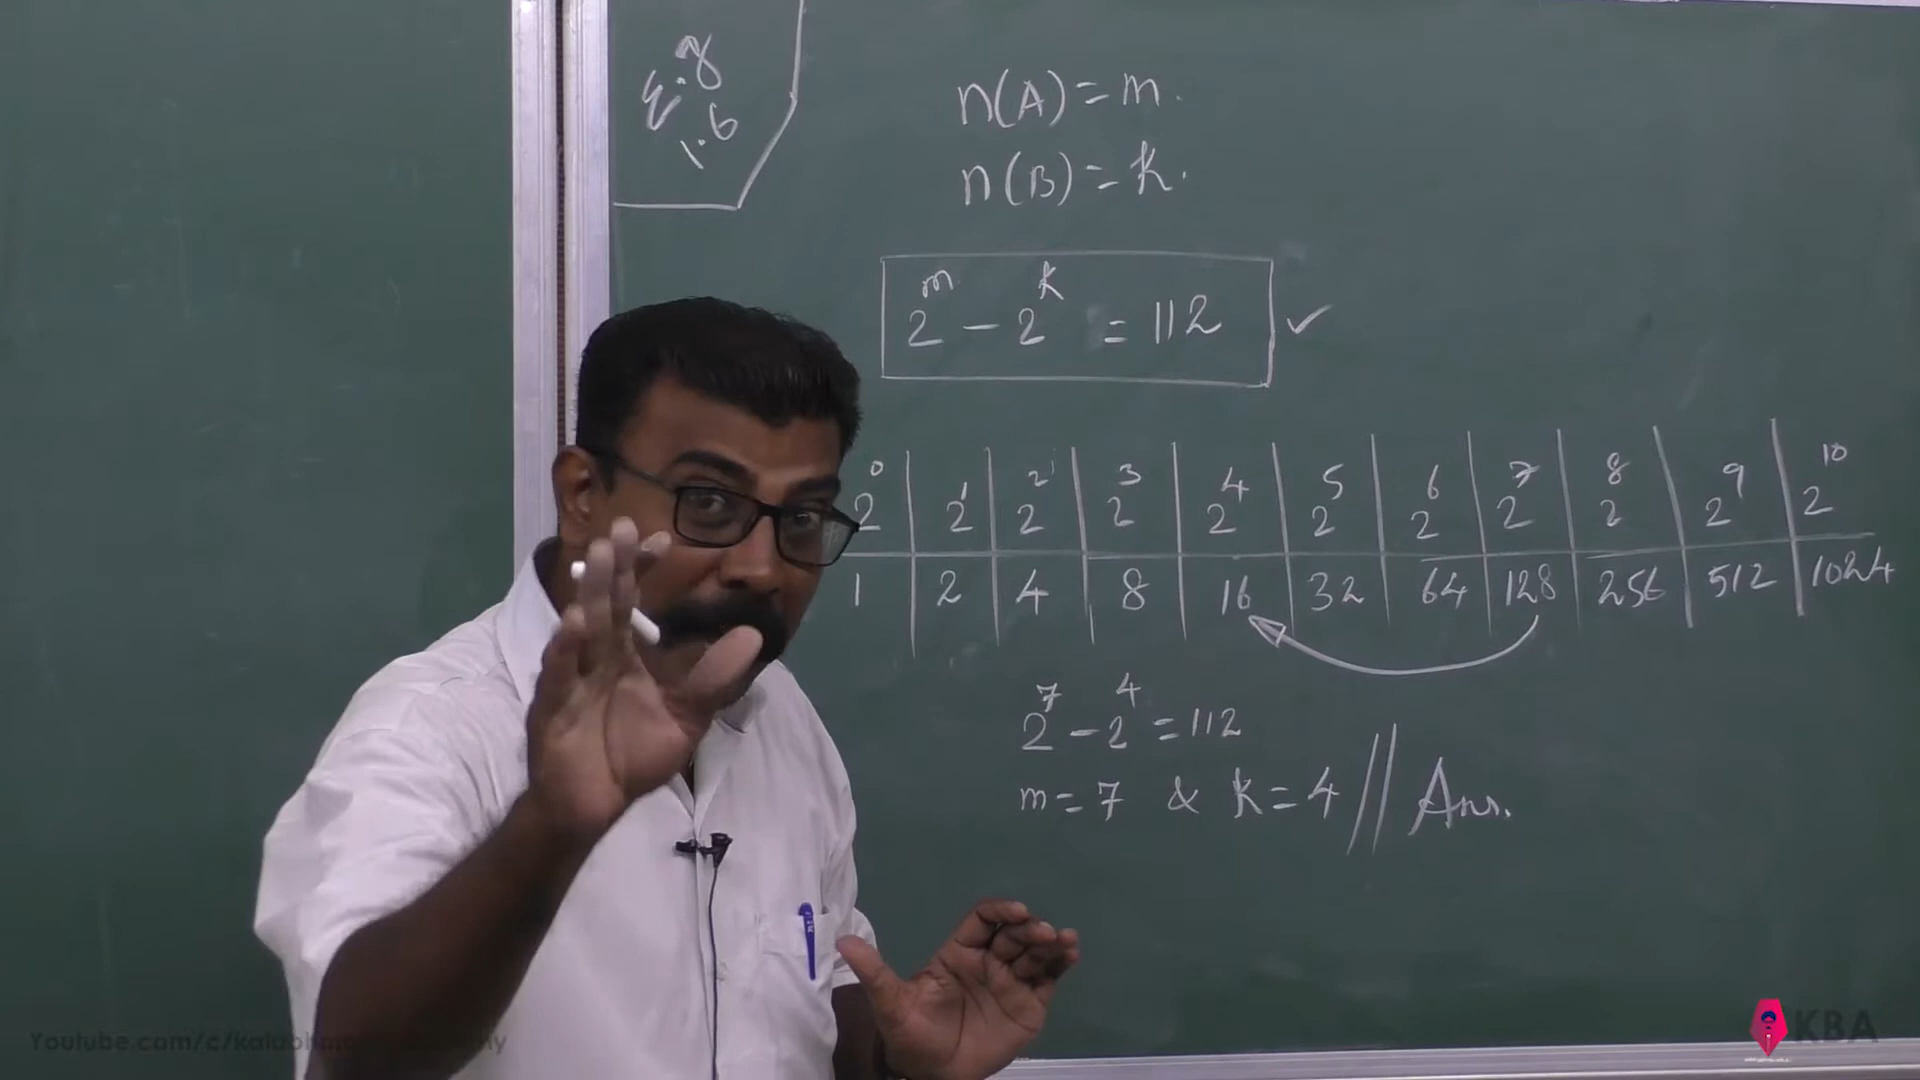 E.g
1.6
n(A) = m.
n(B) = k.
2^m - 2^k = 112 ✓
2^0 2^1 2^2 2^3 2^4 2^5 2^6 2^7 2^8 2^9 2^10
1 2 4 8 16 32 64 128 256 512 1024
2^7 - 2^4 = 112
m = 7 & k = 4 // Ans.
KBA